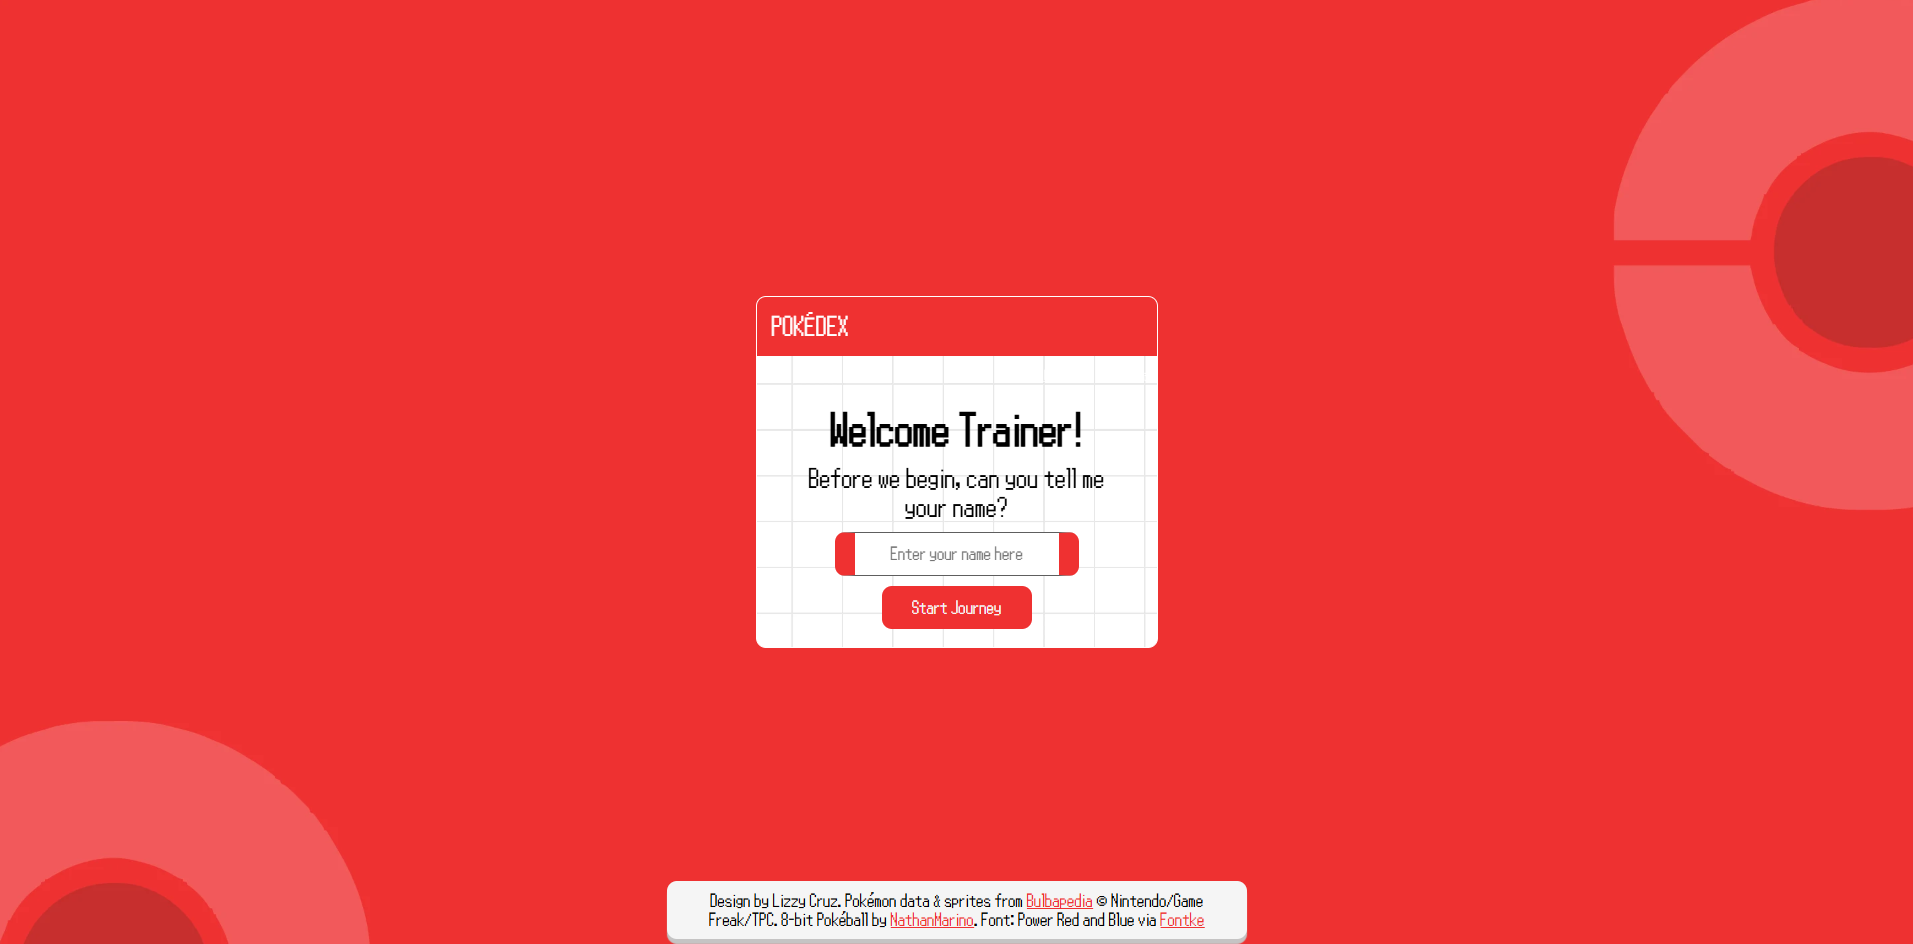 POKÉDEX
Welcome Trainer!
Before we begin, can you tell me
your name?
Enter your name here
Start Journey
Design by Lizzy Cruz. Pokémon data & sprites from Bulbapedia © Nintendo/Game
Freak/TPC. 8-bit Pokéball by NathanMarino. Font: Power Red and Blue via Fontke